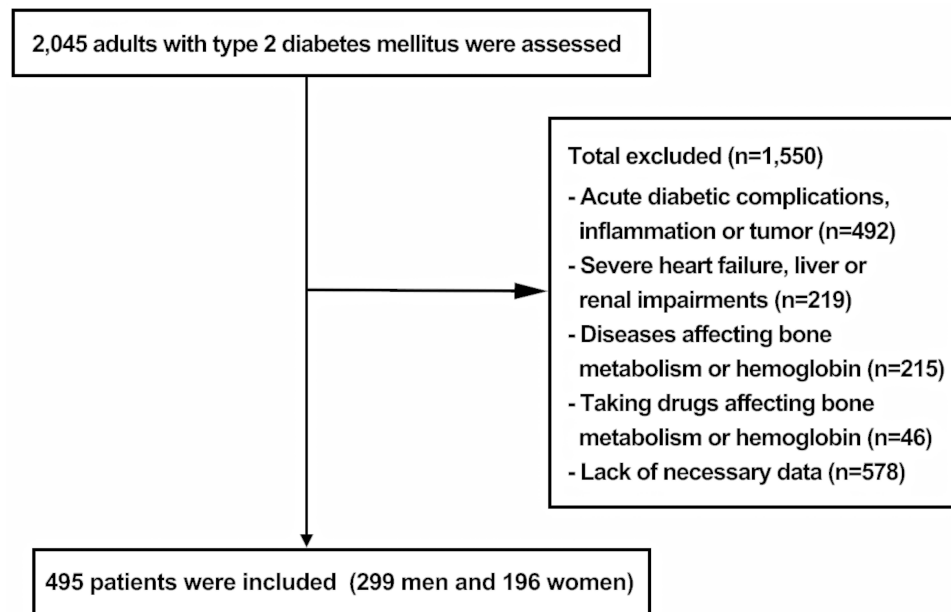 2,045 adults with type 2 diabetes mellitus were assessed
Total excluded (n=1,550)
- Acute diabetic complications,
inflammation or tumor (n=492)
- Severe heart failure, liver or
renal impairments (n=219)
- Diseases affecting bone
metabolism or hemoglobin (n=215)
- Taking drugs affecting bone
metabolism or hemoglobin (n=46)
- Lack of necessary data (n=578)
495 patients were included (299 men and 196 women)